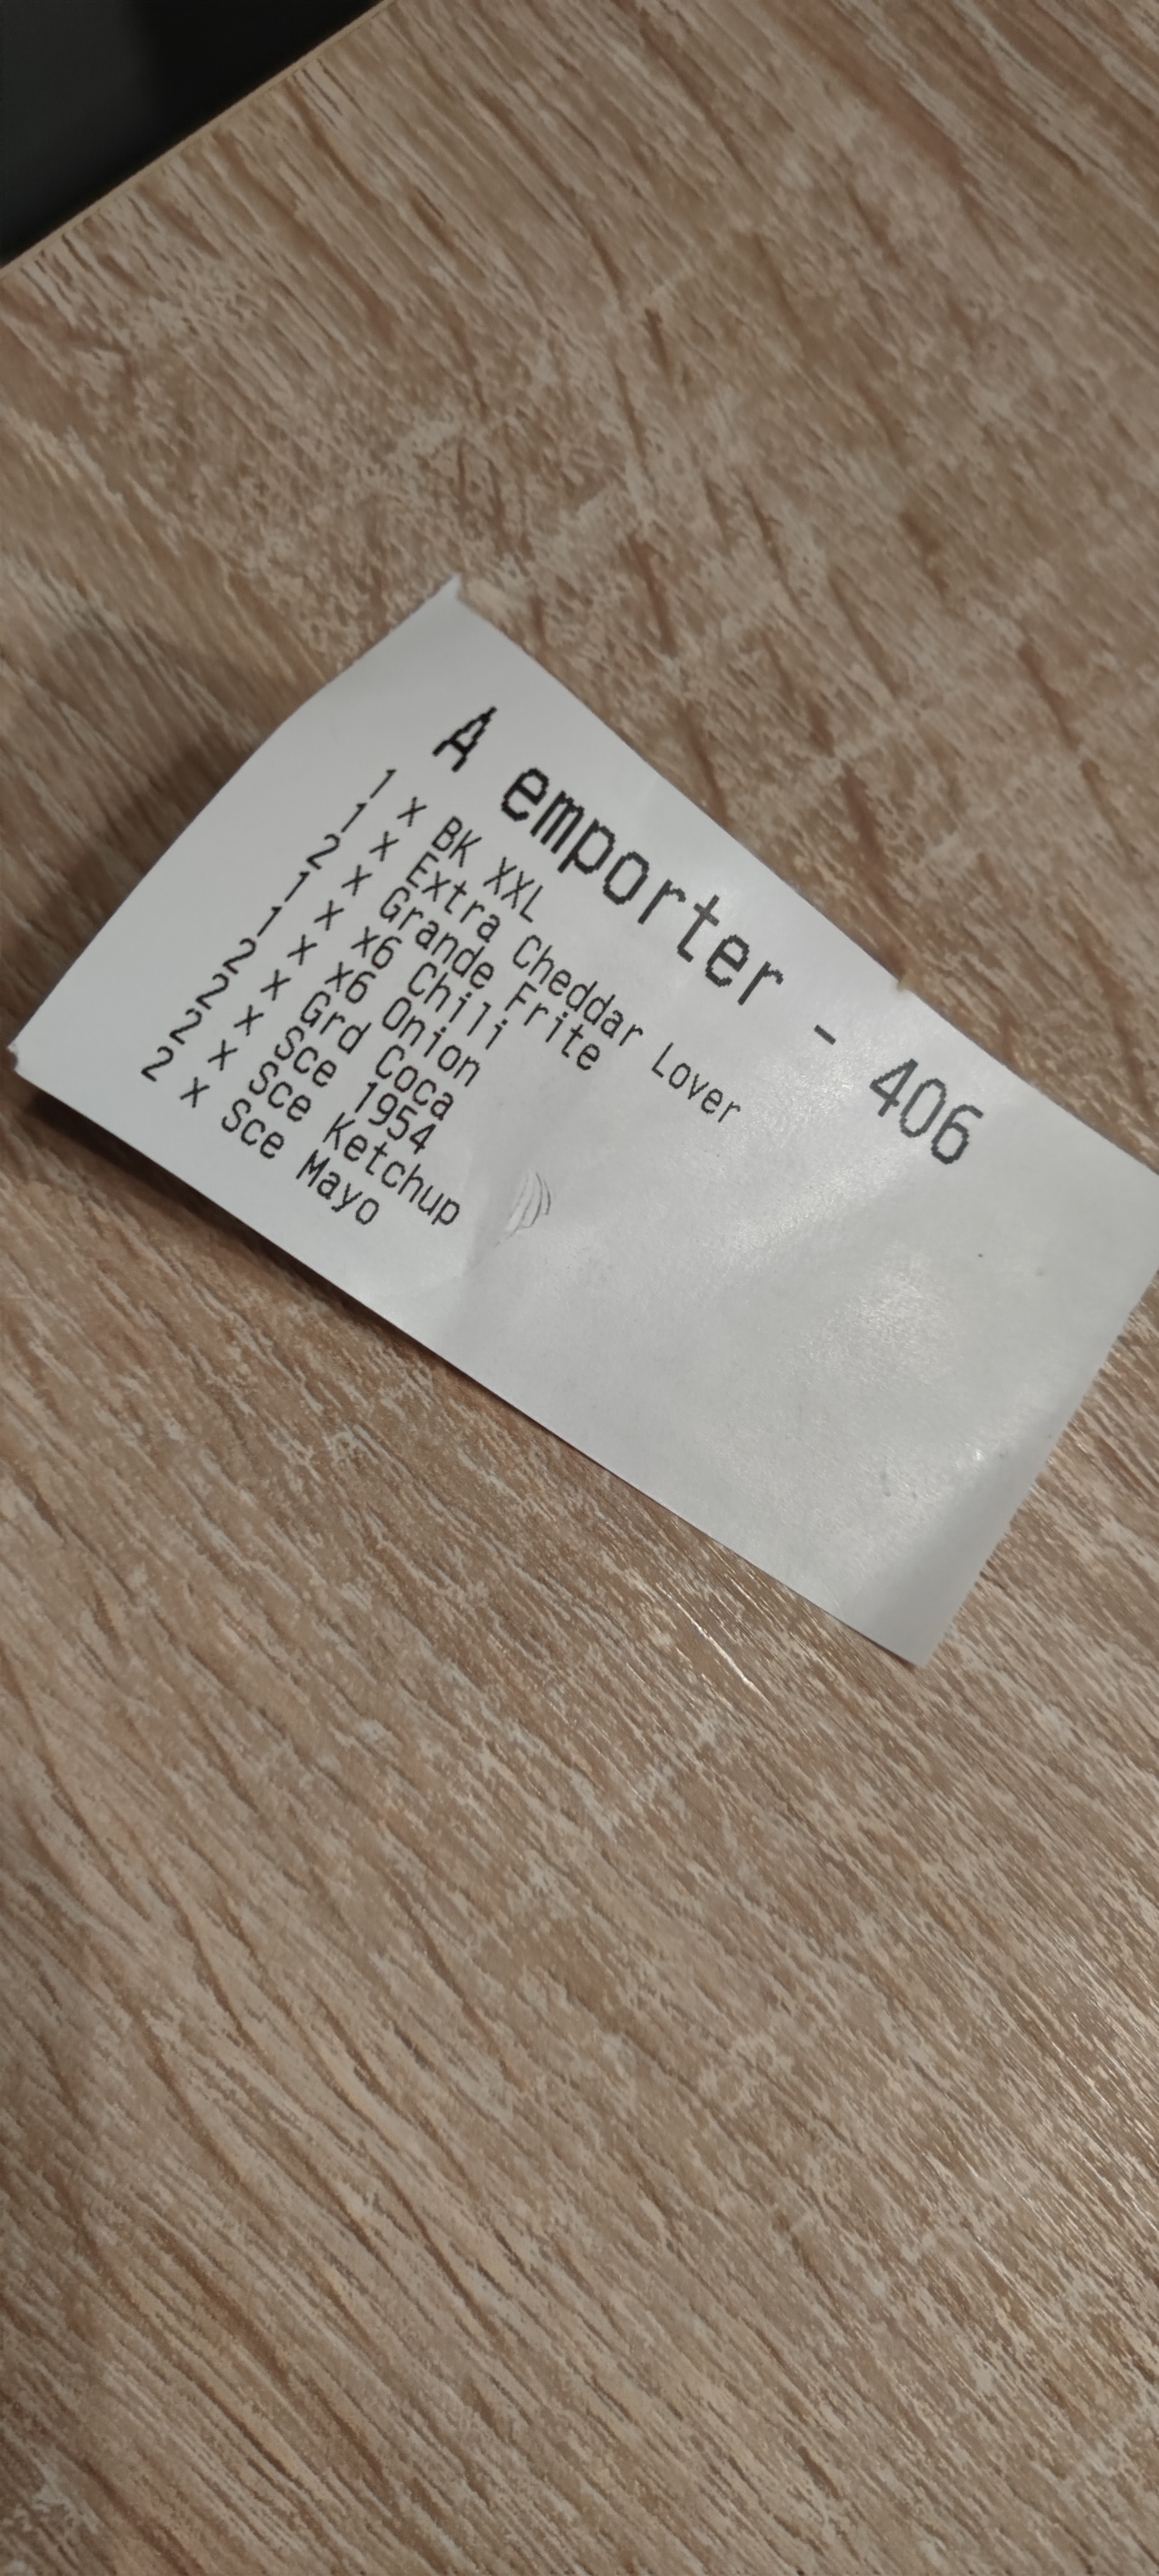 A emporter - 406
1 x BK XXL
1 x Extra Cheddar Lover
2 x Grande Frite
1 x x6 Chili
1 x x6 Onion
2 x Grd Coca
2 x Sce 1954
2 x Sce Ketchup
2 x Sce Mayo